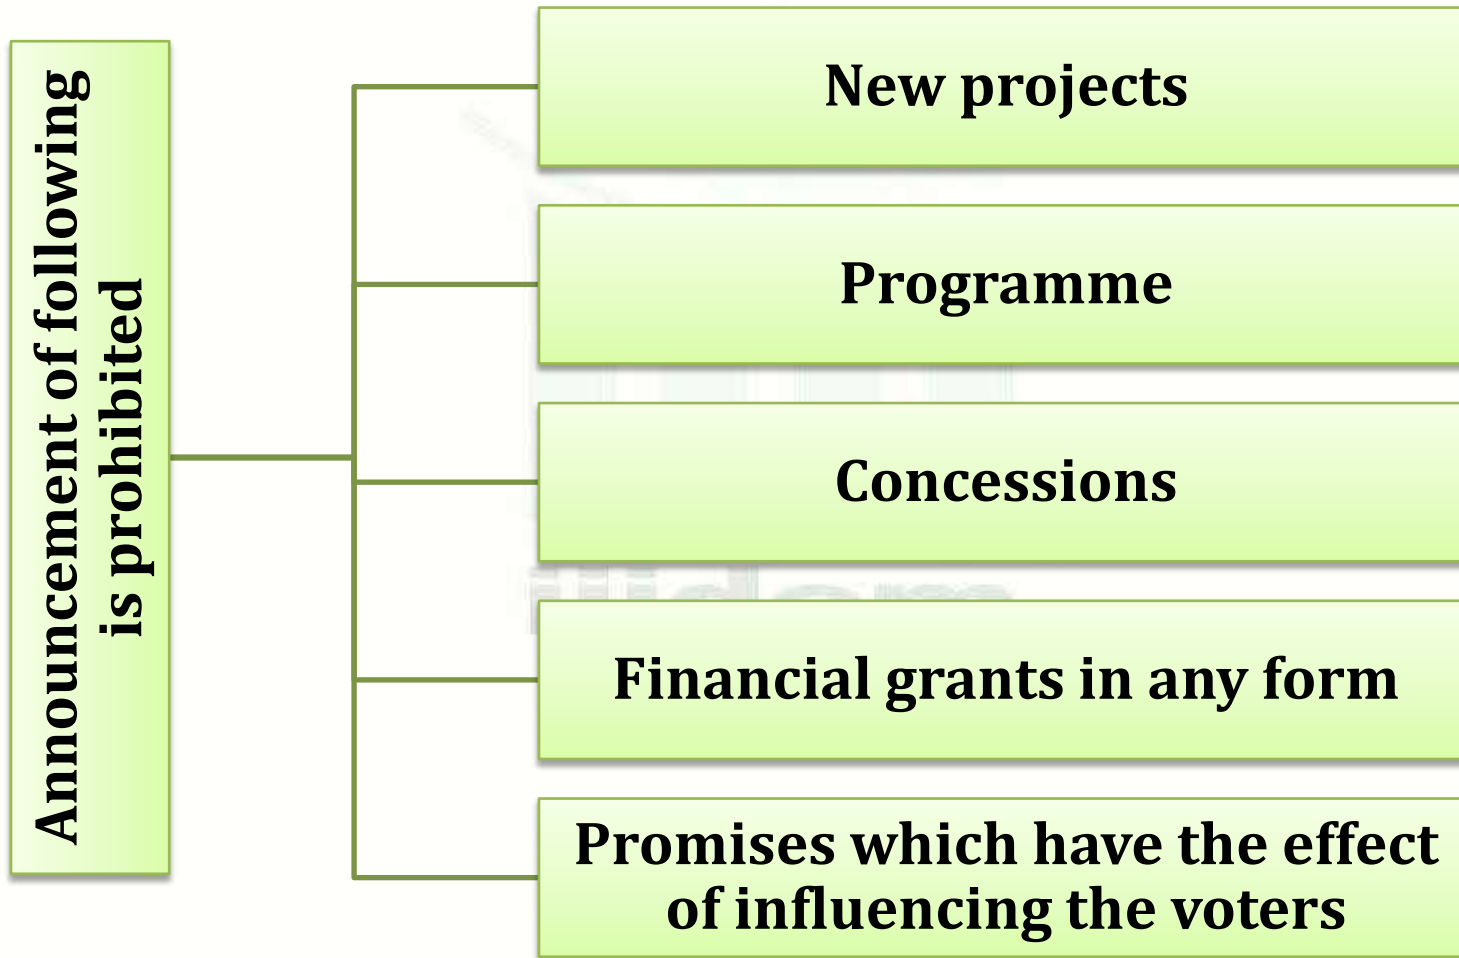 Announcement of following
is prohibited
New projects
Programme
Concessions
Financial grants in any form
Promises which have the effect
of influencing the voters